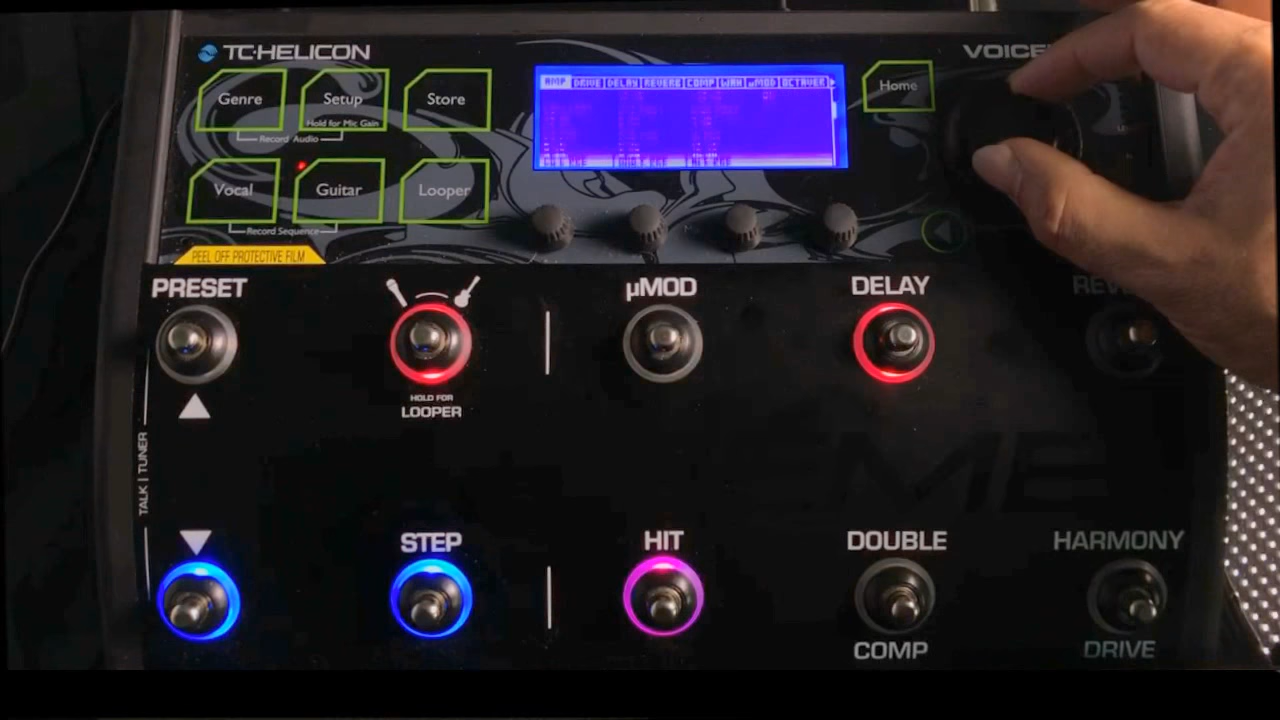 TC·HELICON
VOICE
Genre
Setup
Hold for Mic Gain
Store
Home
Record Audio
AMP DRIVE DELAY REVERB COMP WAH µMOD OCTAVER
Vocal
Guitar
Looper
Record Sequence
PEEL OFF PROTECTIVE FILM
PRESET
µMOD
DELAY
REV
HOLD FOR
LOOPER
TALK | TUNER
STEP
HIT
DOUBLE
HARMONY
COMP
DRIVE